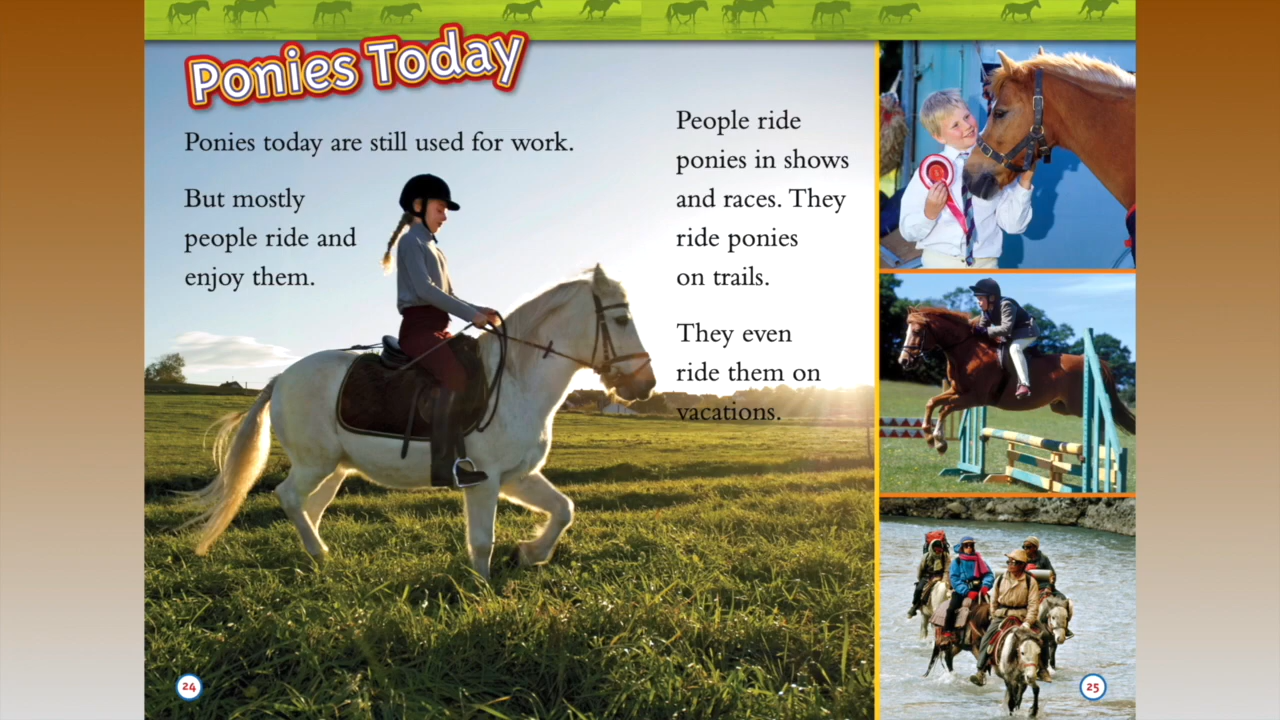 Ponies Today
Ponies today are still used for work.
But mostly
people ride and
enjoy them.
People ride
ponies in shows
and races. They
ride ponies
on trails.
They even
ride them on
vacations.
24
25